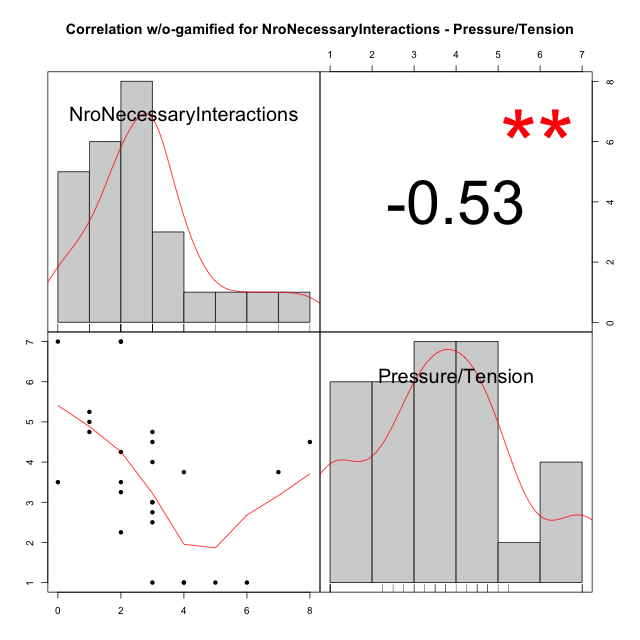 Correlation w/o-gamified for NroNecessaryInteractions - Pressure/Tension
1 2 3 4 5 6 7
NroNecessaryInteractions
**
-0.53
0 2 4 6 8
Pressure/Tension
1 2 3 4 5 6 7
0 2 4 6 8